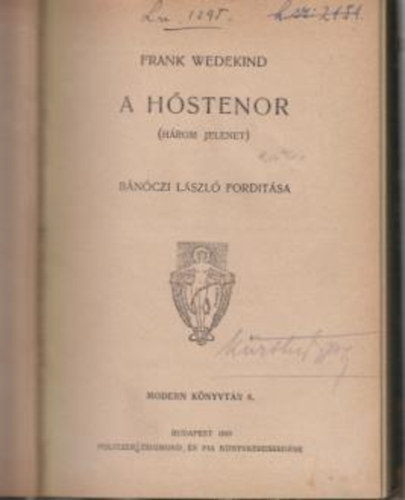 FRANK WEDEKIND
A HŐSTENOR
(HÁROM JELENET)
BÁNÓCZI LÁSZLÓ FORDITÁSA
MODERN KÖNYVTÁR 6.
BUDAPEST
POLITZER ZSIGMOND ÉS FIA KÖNYVKERESKEDÉSE